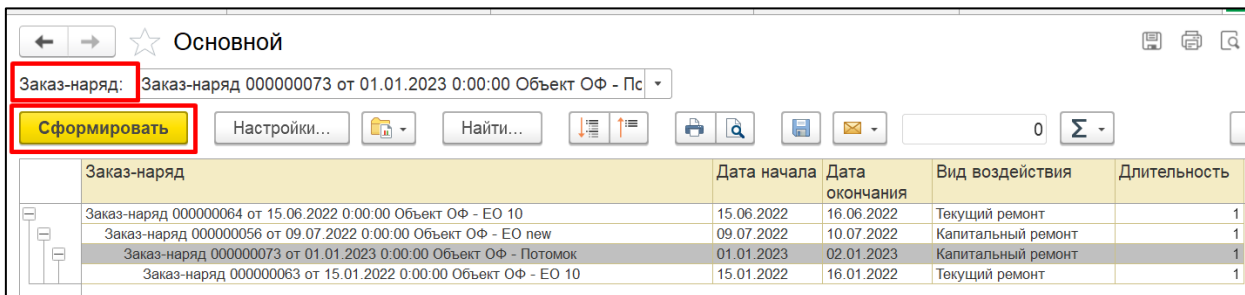 Основной
Заказ-наряд: Заказ-наряд 000000073 от 01.01.2023 0:00:00 Объект ОФ - По
Сформировать Настройки... Найти... 0 Σ
Заказ-наряд Дата начала Дата окончания Вид воздействия Длительность
Заказ-наряд 000000064 от 15.06.2022 0:00:00 Объект ОФ - ЕО 10 15.06.2022 16.06.2022 Текущий ремонт 1
Заказ-наряд 000000056 от 09.07.2022 0:00:00 Объект ОФ - ЕО new 09.07.2022 10.07.2022 Капитальный ремонт 1
Заказ-наряд 000000073 от 01.01.2023 0:00:00 Объект ОФ - Потомок 01.01.2023 02.01.2023 Капитальный ремонт 1
Заказ-наряд 000000063 от 15.01.2022 0:00:00 Объект ОФ - ЕО 10 15.01.2022 16.01.2022 Текущий ремонт 1